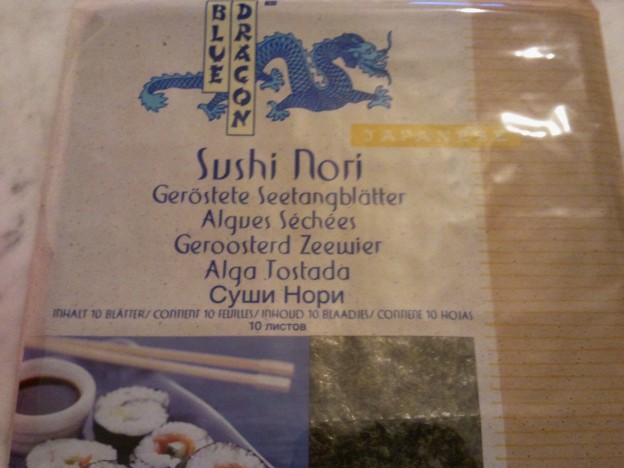 BLUE DRAGON
JAPANESE
Sushi Nori
Geröstete Seetangblätter
Algues Séchées
Geroosterd Zeewier
Alga Tostada
Суши Нори
INHALT 10 BLÄTTER/ CONTIENT 10 FEUILLES/ INHOUD 10 BLAADJES/ CONTIENE 10 HOJAS
10 листов